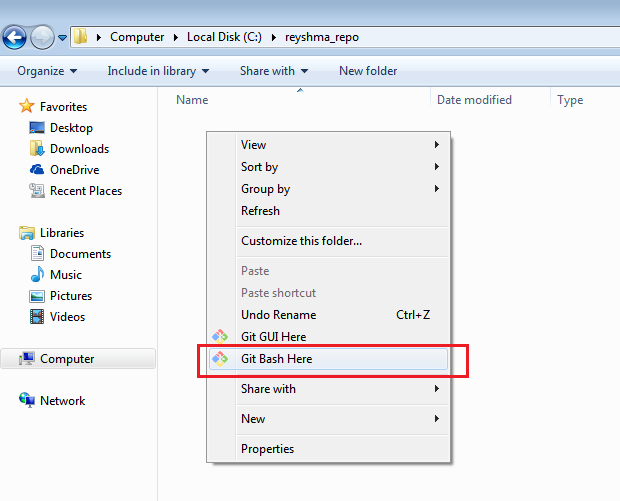 Computer Local Disk (C:) reyshma_repo
Organize Include in library Share with New folder
Name Date modified Type
Favorites
Desktop
Downloads
OneDrive
Recent Places
Libraries
Documents
Music
Pictures
Videos
Computer
Network
View
Sort by
Group by
Refresh
Customize this folder...
Paste
Paste shortcut
Undo Rename Ctrl+Z
Git GUI Here
Git Bash Here
Share with
New
Properties